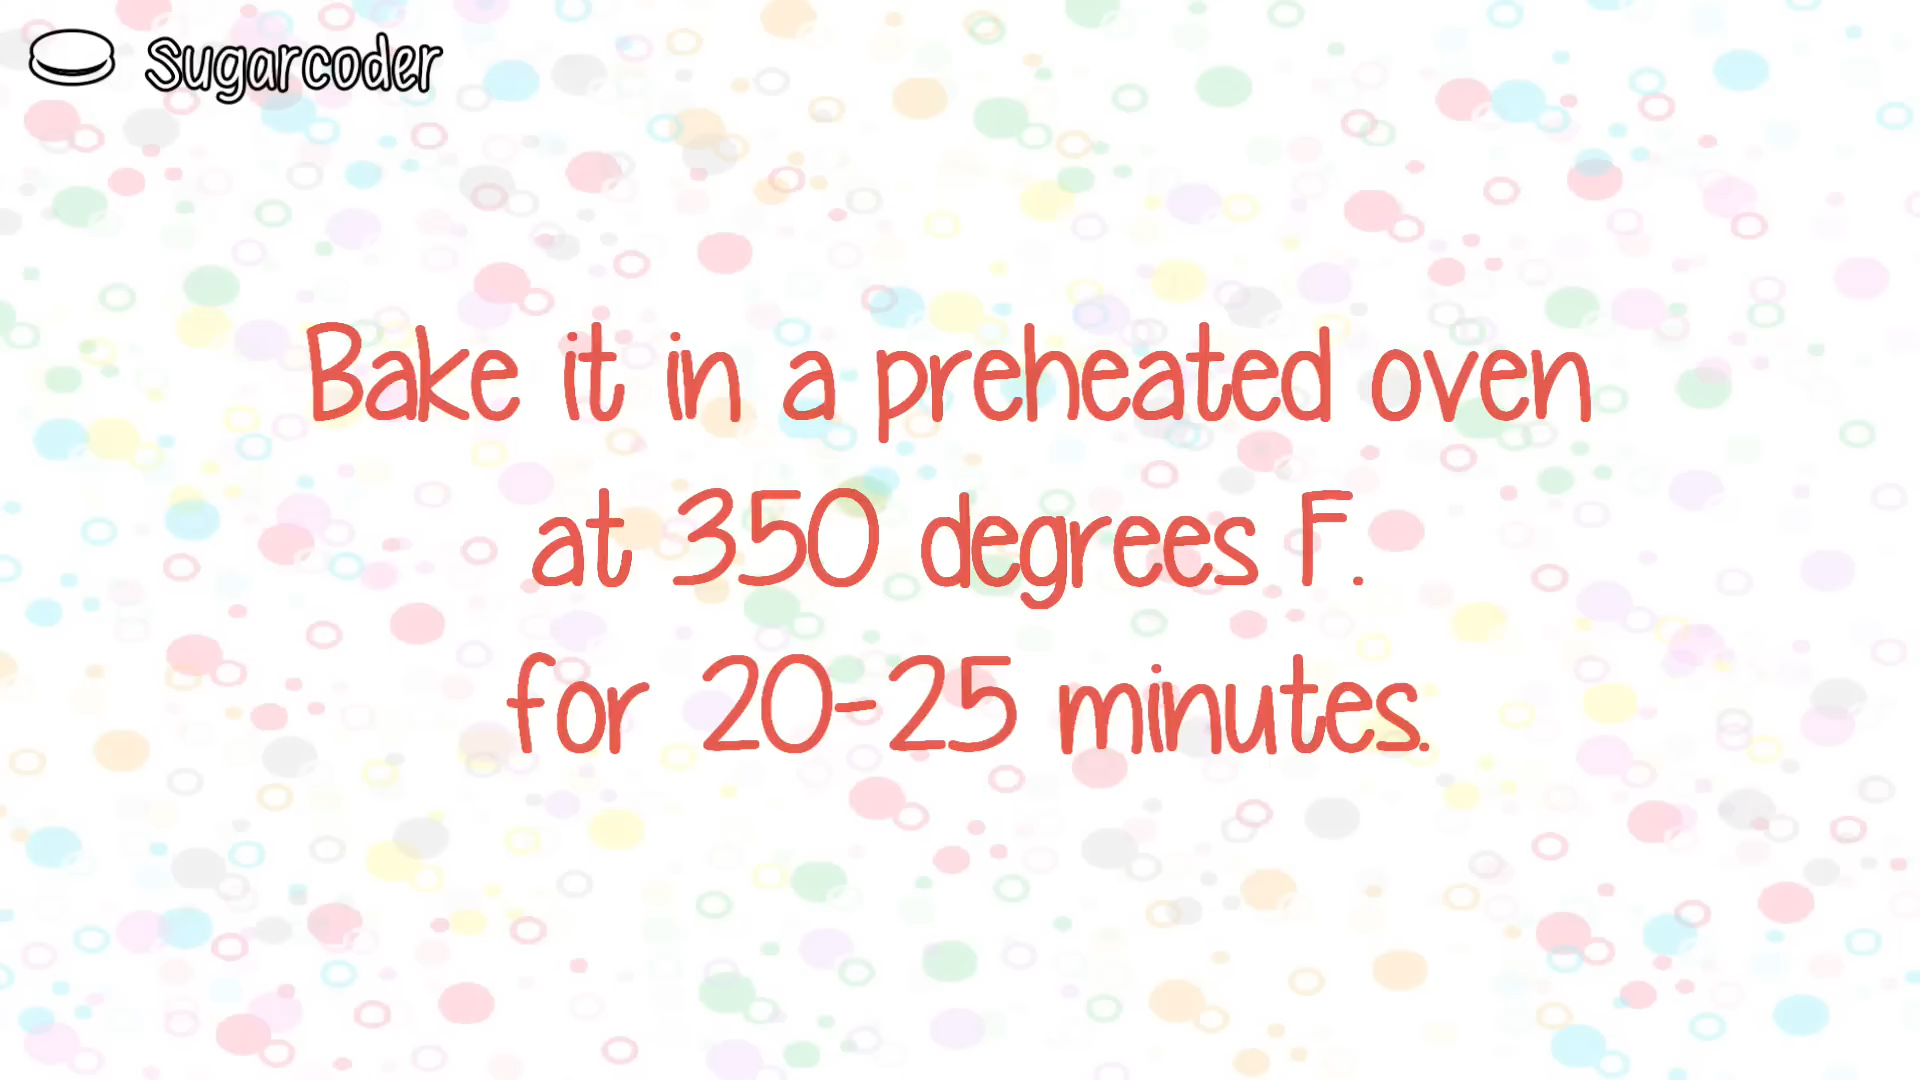 Sugarcoder
Bake it in a preheated oven
at 350 degrees F.
for 20-25 minutes.